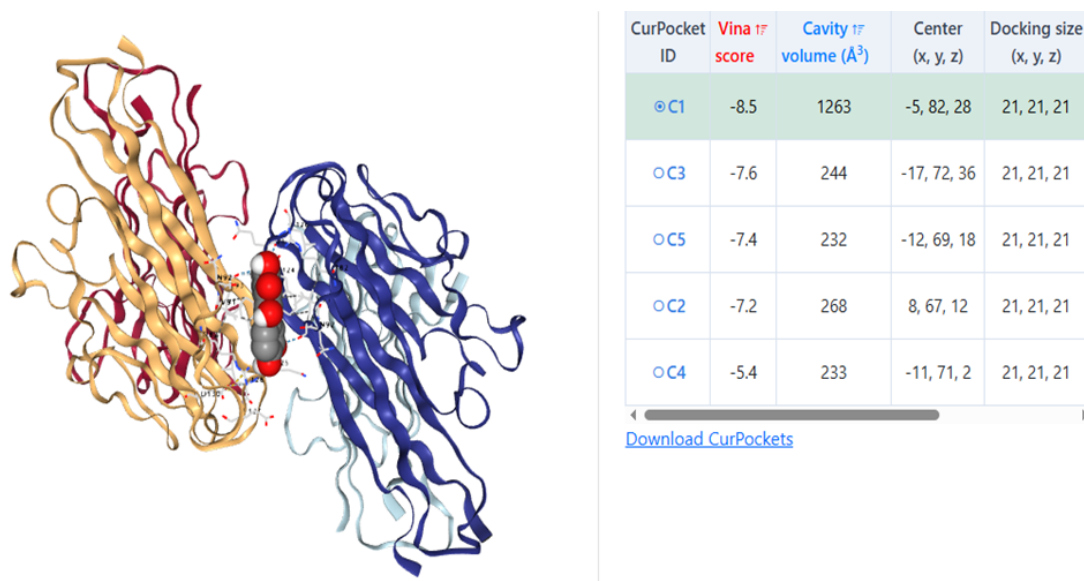 CurPocket ID Vina score Cavity volume (Å³) Center (x, y, z) Docking size (x, y, z)
C1 -8.5 1263 -5, 82, 28 21, 21, 21
C3 -7.6 244 -17, 72, 36 21, 21, 21
C5 -7.4 232 -12, 69, 18 21, 21, 21
C2 -7.2 268 8, 67, 12 21, 21, 21
C4 -5.4 233 -11, 71, 2 21, 21, 21
Download CurPockets